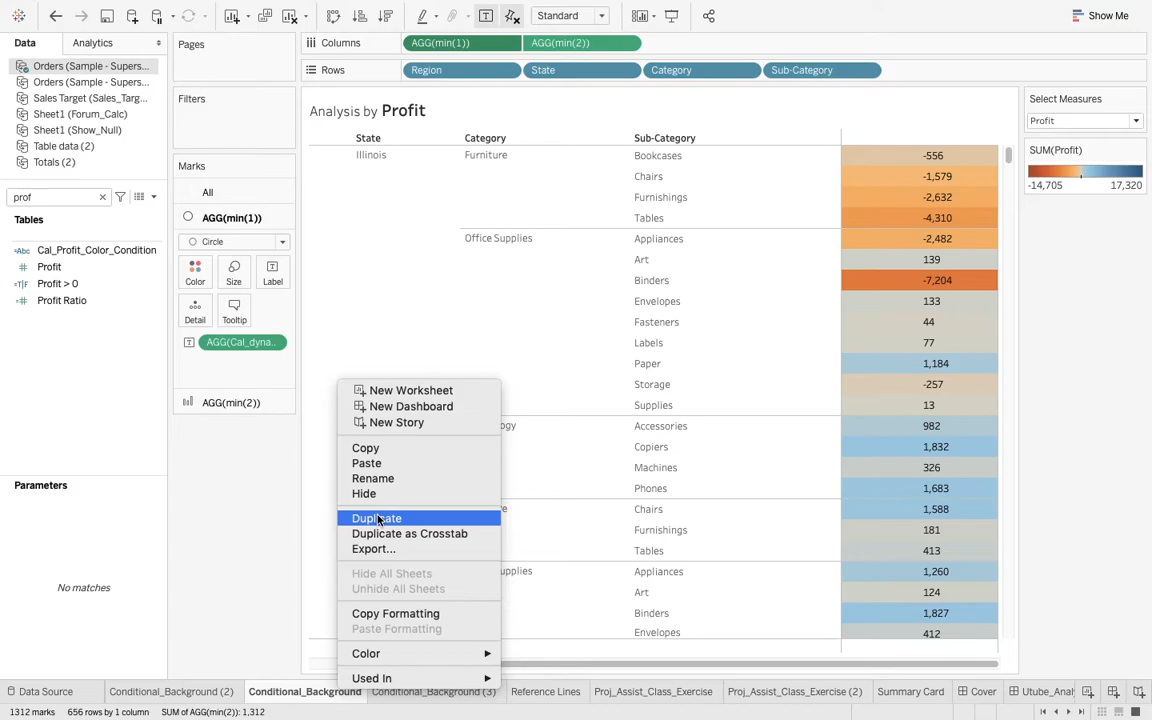 Standard
Show Me
Data
Analytics
Orders (Sample - Supers...
Orders (Sample - Supers...
Sales Target (Sales_Targ...
Sheet1 (Forum_Calc)
Sheet1 (Show_Null)
Table data (2)
Totals (2)
prof
Tables
Abc Cal_Profit_Color_Condition
Profit
T|F Profit > 0
Profit Ratio
Parameters
No matches
Pages
Filters
Marks
All
AGG(min(1))
Circle
Color
Size
Label
Detail
Tooltip
AGG(Cal_dyna..
AGG(min(2))
Columns
AGG(min(1))
AGG(min(2))
Rows
Region
State
Category
Sub-Category
Analysis by Profit
State Category Sub-Category
Illinois Furniture Bookcases -556
Chairs -1,579
Furnishings -2,632
Tables -4,310
Office Supplies Appliances -2,482
Art 139
Binders -7,204
Envelopes 133
Fasteners 44
Labels 77
Paper 1,184
Storage -257
Supplies 13
ogy Accessories 982
Copiers 1,832
Machines 326
Phones 1,683
e Chairs 1,588
Furnishings 181
Tables 413
upplies Appliances 1,260
Art 124
Binders 1,827
Envelopes 412
New Worksheet
New Dashboard
New Story
Copy
Paste
Rename
Hide
Duplicate
Duplicate as Crosstab
Export...
Hide All Sheets
Unhide All Sheets
Copy Formatting
Paste Formatting
Color
Used In
Select Measures
Profit
SUM(Profit)
-14,705 17,320
Data Source
Conditional_Background (2)
Conditional_Background
Conditional_Background (3)
Reference Lines
Proj_Assist_Class_Exercise
Proj_Assist_Class_Exercise (2)
Summary Card
Cover
Utube_Anal
1312 marks 656 rows by 1 column SUM of AGG(min(2)): 1,312